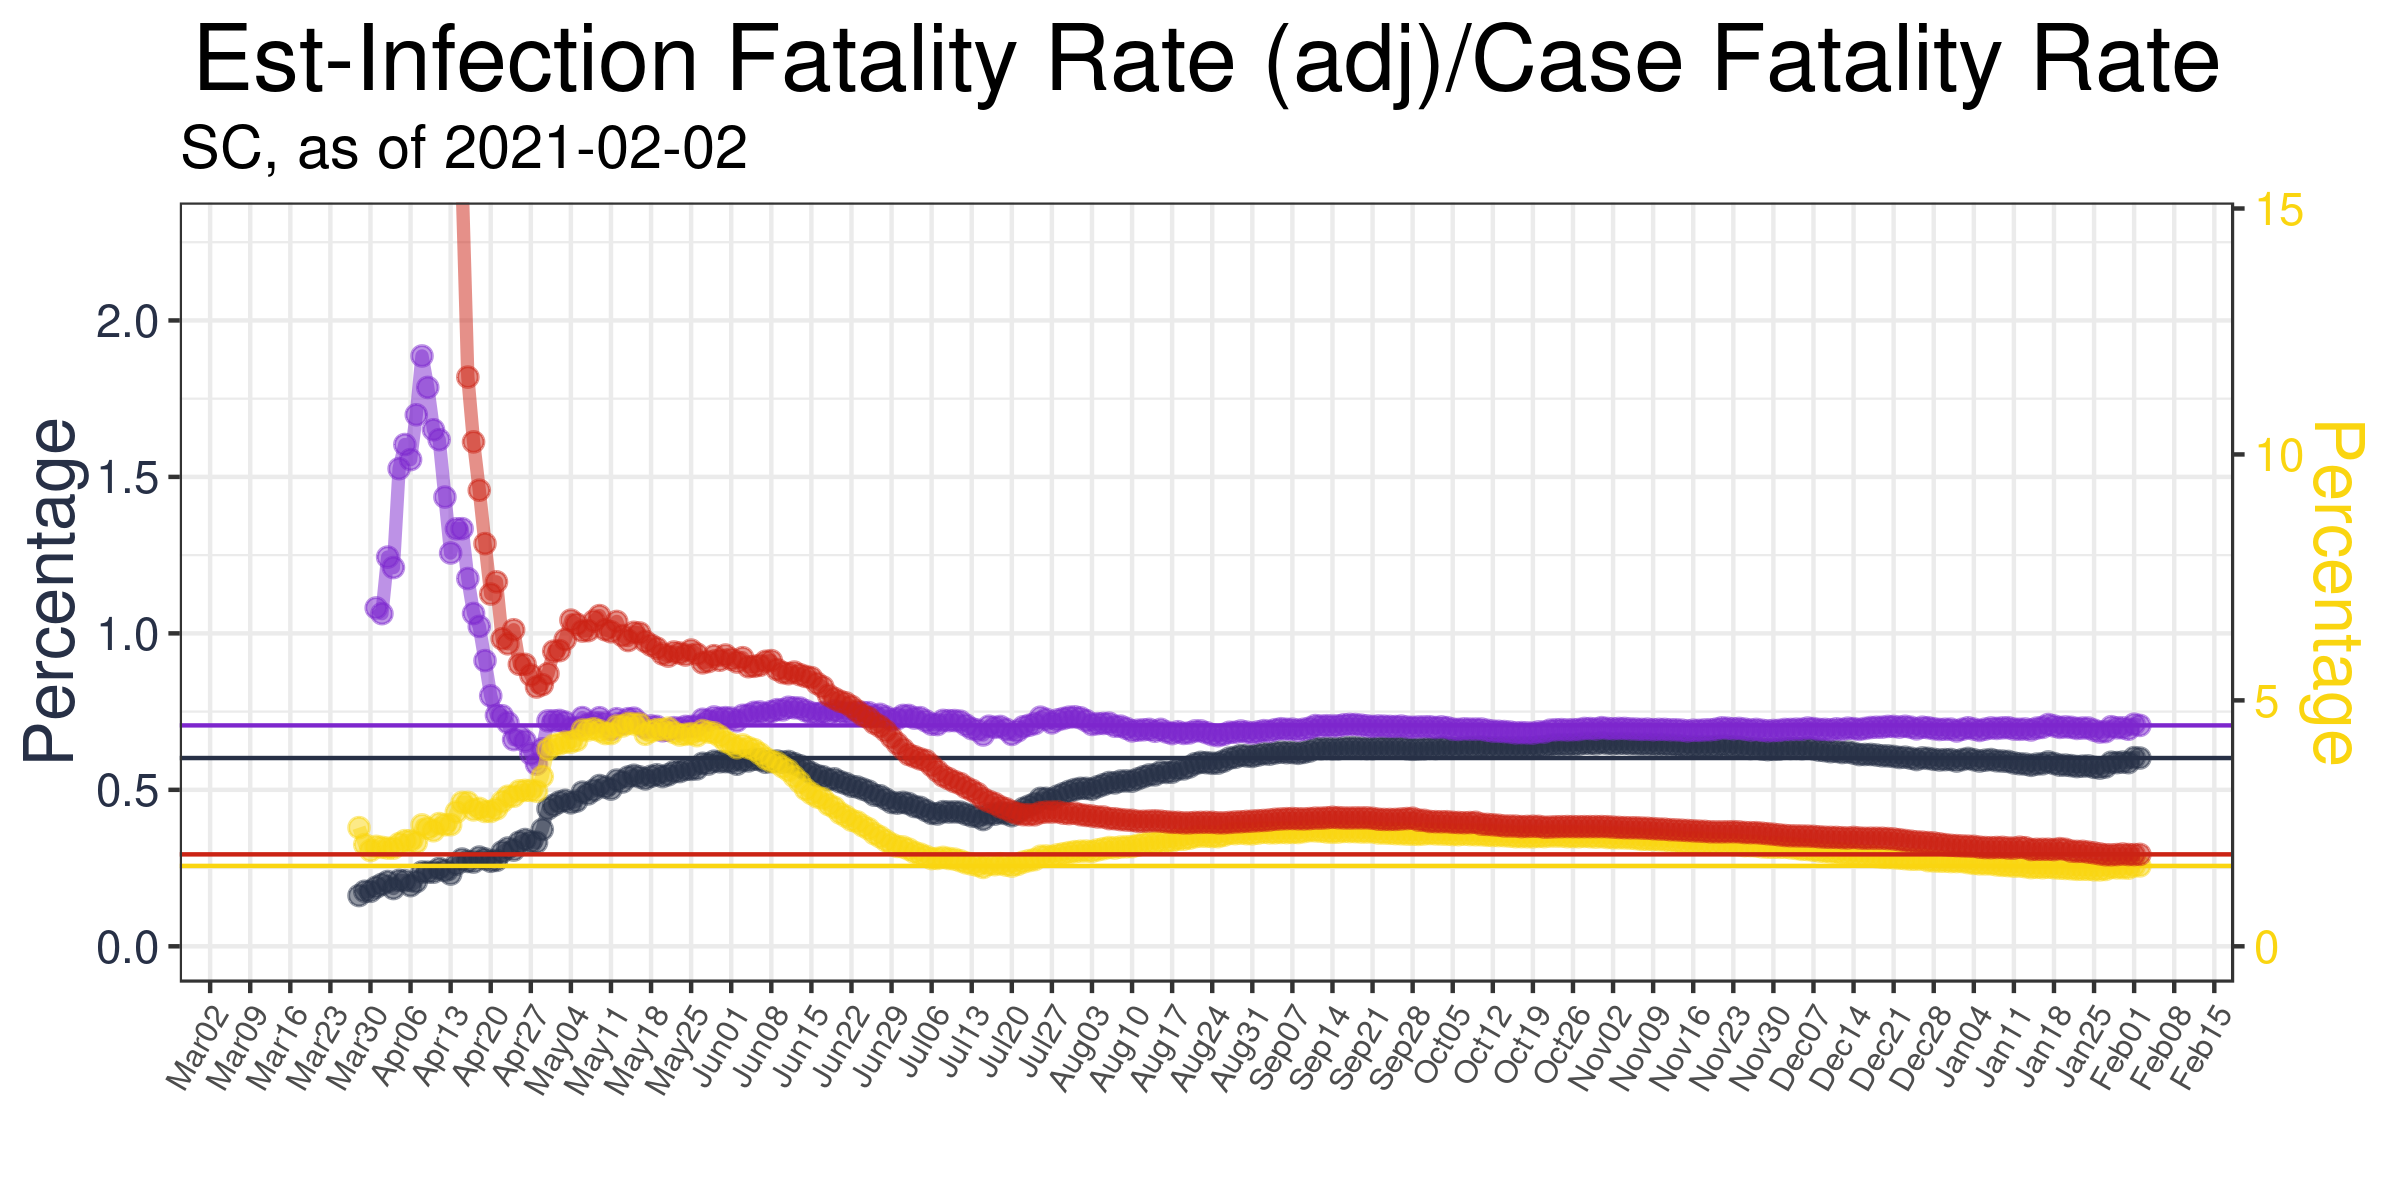 Est-Infection Fatality Rate (adj)/Case Fatality Rate
SC, as of 2021-02-02
Percentage
2.0
1.5
1.0
0.5
0.0
15
10
5
0
Percentage
Mar02
Mar09
Mar16
Mar23
Mar30
Apr06
Apr13
Apr20
Apr27
May04
May11
May18
May25
Jun01
Jun08
Jun15
Jun22
Jun29
Jul06
Jul13
Jul20
Jul27
Aug03
Aug10
Aug17
Aug24
Aug31
Sep07
Sep14
Sep21
Sep28
Oct05
Oct12
Oct19
Oct26
Nov02
Nov09
Nov16
Nov23
Nov30
Dec07
Dec14
Dec21
Dec28
Jan04
Jan11
Jan18
Jan25
Feb01
Feb08
Feb15